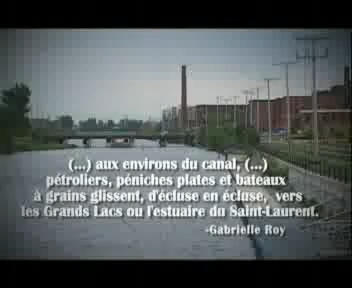 (...) aux environs du canal, (...)
pétroliers, péniches plates et bateaux
à grains glissent, d'écluse en écluse, vers
les Grands Lacs ou l'estuaire du Saint-Laurent.
-Gabrielle Roy